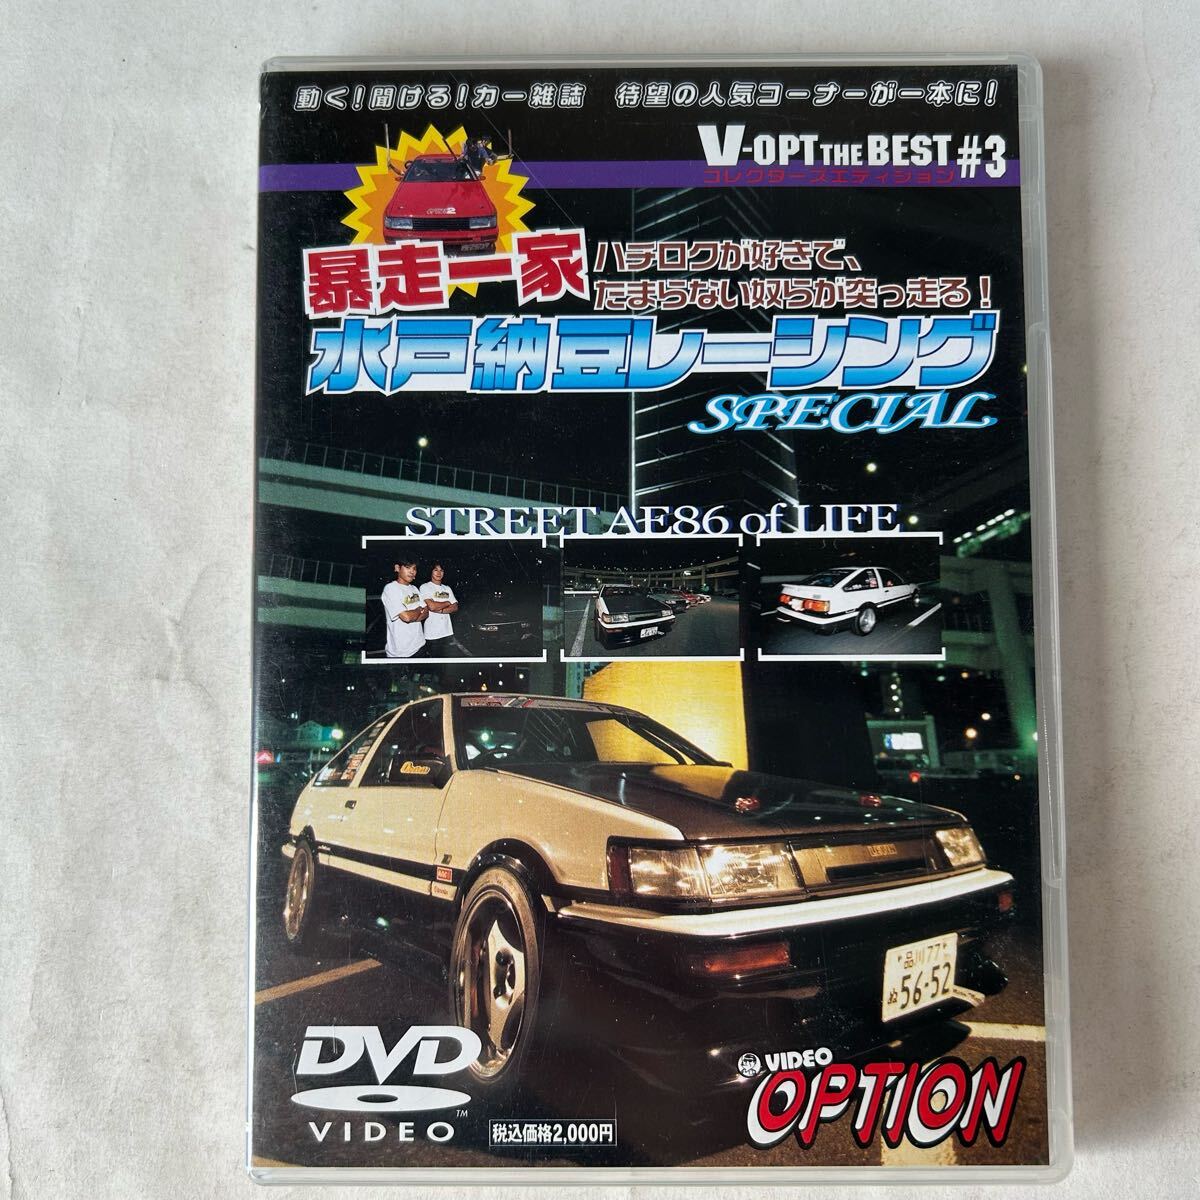 動く!聞ける!カー雑誌 待望の人気コーナーが一本に!
V-OPT THE BEST #3
コレクターズエディション
暴走一家
ハチロクが好きで、
たまらない奴らが突っ走る!
水戸納豆レーシング
SPECIAL
STREET AE86 of LIFE
品川 77
ぬ 56-52
DVD
VIDEO
TM
税込価格2,000円
VIDEO
OPTION